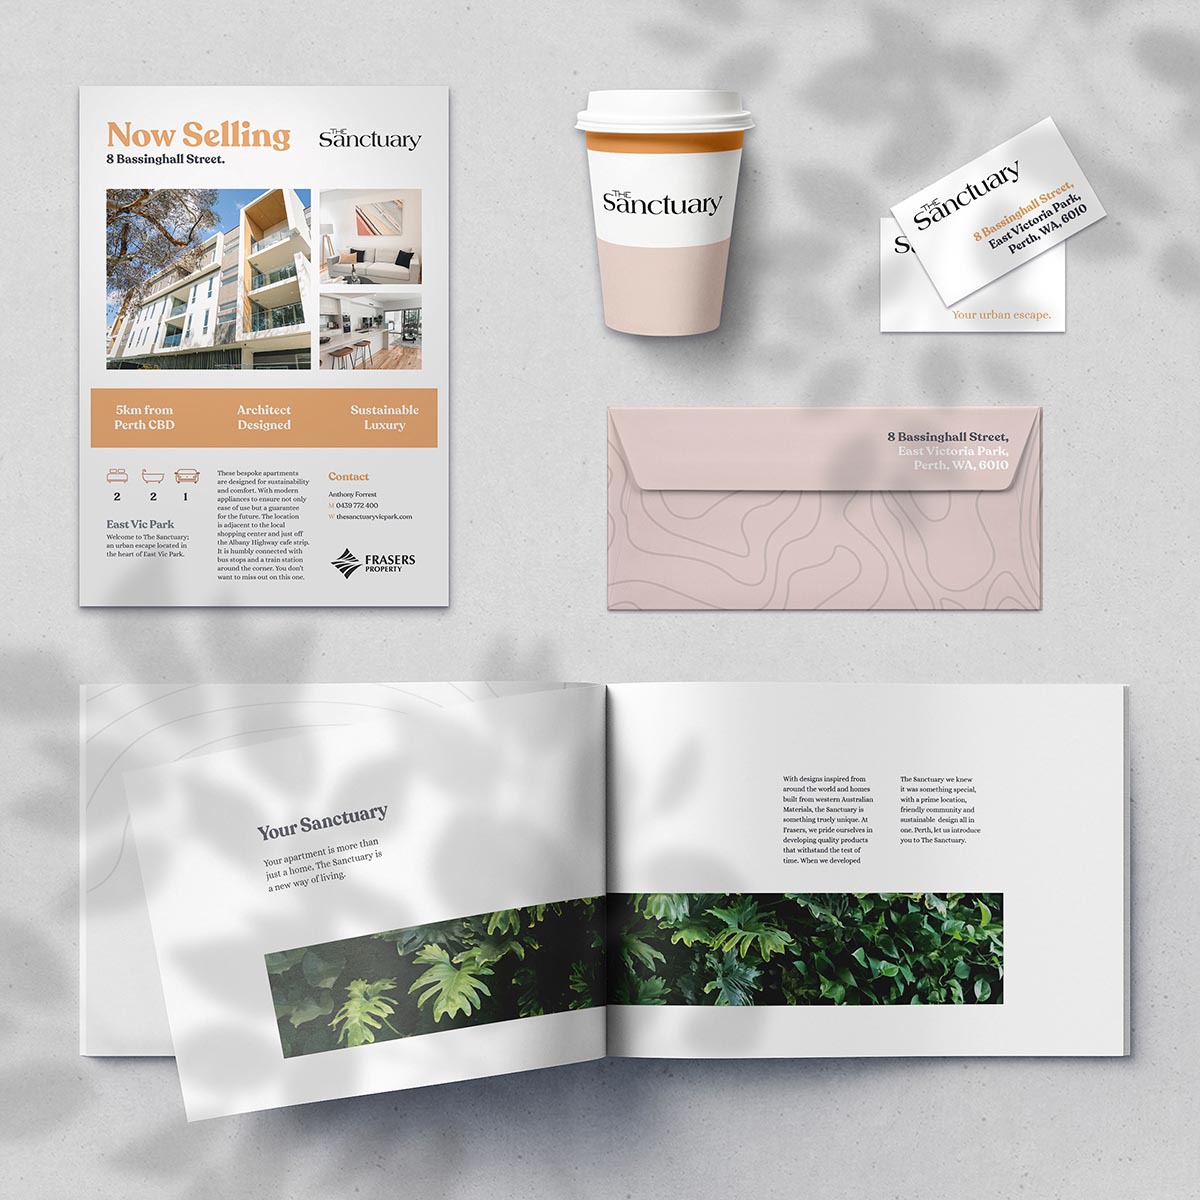 Now Selling
8 Bassinghall Street.
THE
Sanctuary
5km from
Perth CBD
Architect
Designed
Sustainable
Luxury
2 2 1
East Vic Park
Welcome to The Sanctuary;
an urban escape located in
the heart of East Vic Park.
These bespoke apartments
are designed for sustainability
and comfort. With modern
appliances to ensure not only
ease of use but a guarantee
for the future. The location
is adjacent to the local
shopping center and just off
the Albany Highway cafe strip.
It is humbly connected with
bus stops and a train station
around the corner. You don't
want to miss out on this one.
Contact
Anthony Forrest
M 0439 772 400
W thesanctuaryvicpark.com
FRASERS
PROPERTY
THE
Sanctuary
THE
Sanctuary
8 Bassinghall Street,
East Victoria Park,
Perth, WA, 6010
S
Your urban escape.
8 Bassinghall Street,
East Victoria Park,
Perth, WA, 6010
Your Sanctuary
Your apartment is more than
just a home, The Sanctuary is
a new way of living.
With designs inspired from
around the world and homes
built from western Australian
Materials, the Sanctuary is
something truely unique. At
Frasers, we pride ourselves in
developing quality products
that withstand the test of
time. When we developed
The Sanctuary we knew
it was something special,
with a prime location,
friendly community and
sustainable design all in
one. Perth, let us introduce
you to The Sanctuary.